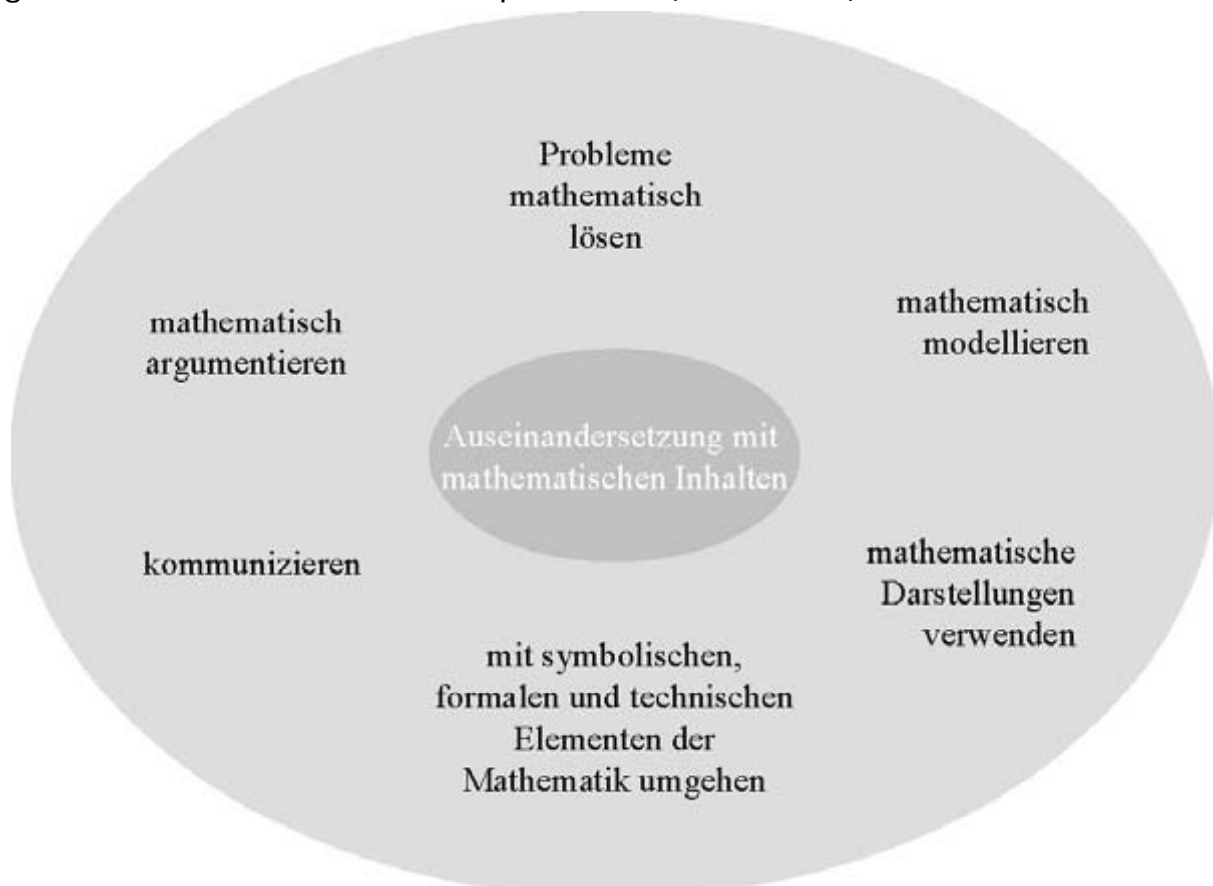 Probleme
mathematisch
lösen
mathematisch
argumentieren
mathematisch
modellieren
Auseinandersetzung mit
mathematischen Inhalten
kommunizieren
mathematische
Darstellungen
verwenden
mit symbolischen,
formalen und technischen
Elementen der
Mathematik umgehen